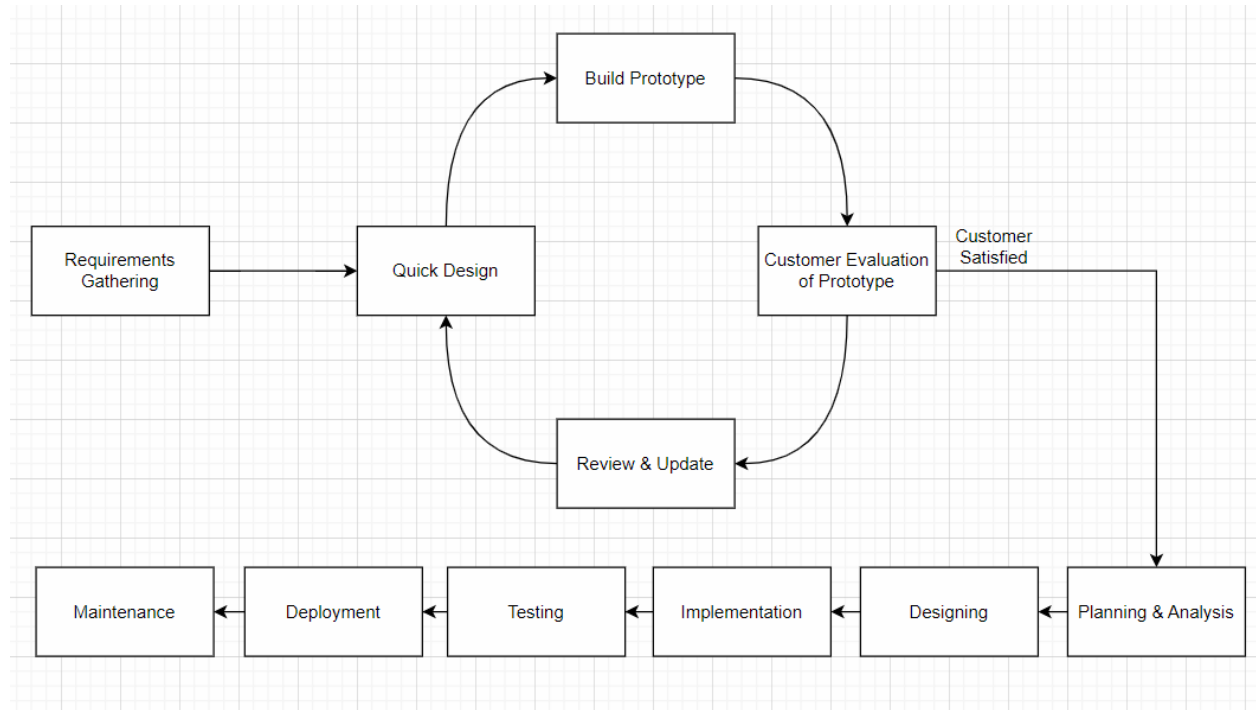 Build Prototype
Requirements
Gathering
Quick Design
Customer Evaluation
of Prototype
Customer
Satisfied
Review & Update
Maintenance
Deployment
Testing
Implementation
Designing
Planning & Analysis